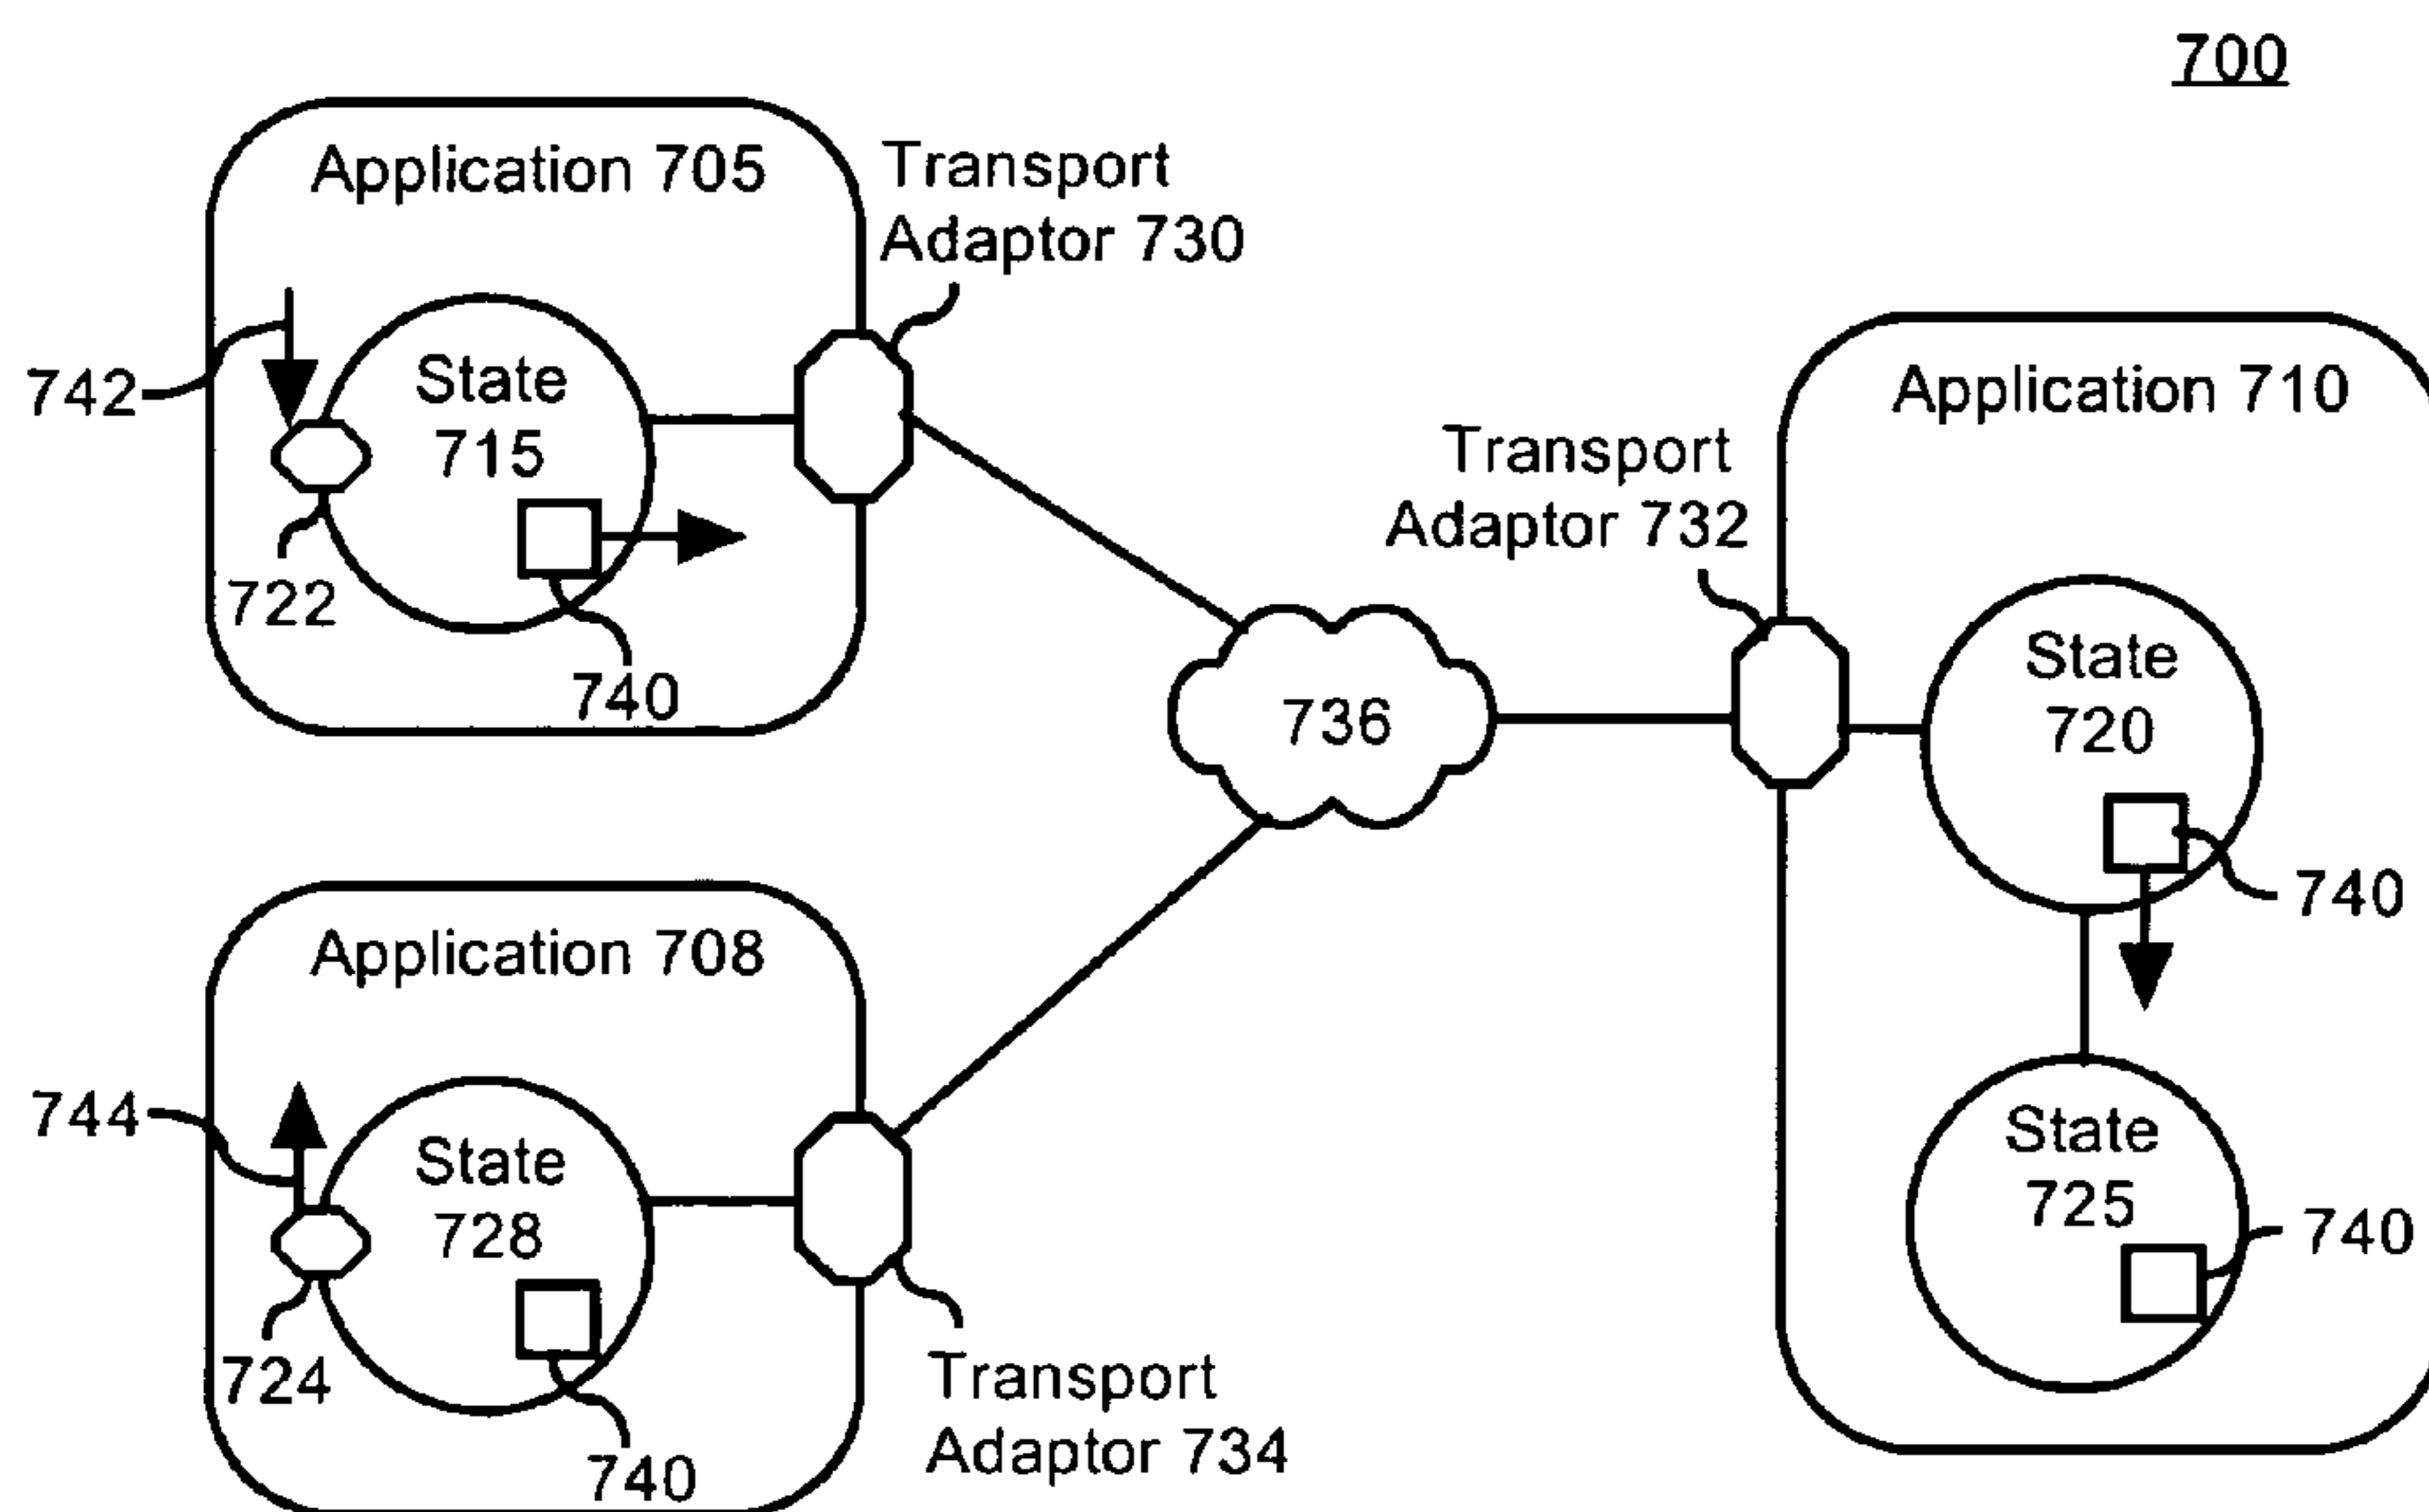 700
Application 705
Transport
Adaptor 730
742
State
715
722
740
Application 710
Transport
Adaptor 732
State
720
736
740
Application 708
744
State
728
724
740
Transport
Adaptor 734
State
725
740